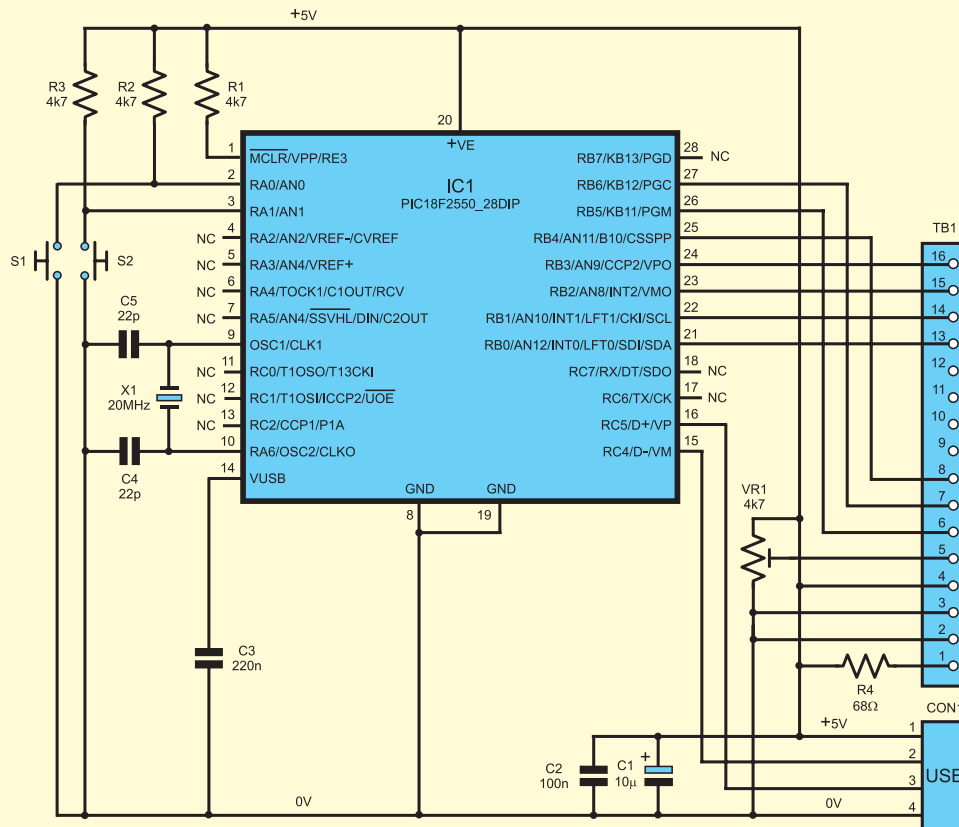 +5V
R3
4k7
R2
4k7
R1
4k7
20
+VE
IC1
PIC18F2550_28DIP
1
MCLR/VPP/RE3
2
RA0/AN0
3
RA1/AN1
NC
4
RA2/AN2/VREF-/CVREF
NC
5
RA3/AN4/VREF+
NC
6
RA4/TOCK1/C1OUT/RCV
NC
7
RA5/AN4/SSVHL/DIN/C2OUT
9
OSC1/CLK1
NC
11
RC0/T1OSO/T13CKI
NC
12
RC1/T1OSI/ICCP2/UOE
NC
13
RC2/CCP1/P1A
10
RA6/OSC2/CLKO
14
VUSB
GND
GND
8
19
RB7/KB13/PGD
28
NC
RB6/KB12/PGC
27
RB5/KB11/PGM
26
RB4/AN11/B10/CSSPP
25
RB3/AN9/CCP2/VPO
24
RB2/AN8/INT2/VMO
23
RB1/AN10/INT1/LFT1/CKI/SCL
22
RB0/AN12/INT0/LFT0/SDI/SDA
21
RC7/RX/DT/SDO
18
NC
RC6/TX/CK
17
NC
RC5/D+/VP
16
RC4/D-/VM
15
S1
S2
C5
22p
X1
20MHz
C4
22p
C3
220n
TB1
16
15
14
13
12
11
10
9
8
7
6
5
4
3
2
1
VR1
4k7
R4
68Ω
+5V
CON1
1
2
3
4
USB
C2
100n
C1
10μ
+
0V
0V